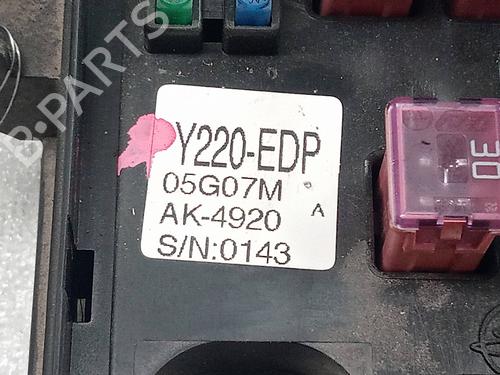 Y220-EDP
05G07M
AK-4920 A
S/N:0143
30
B-PARTS